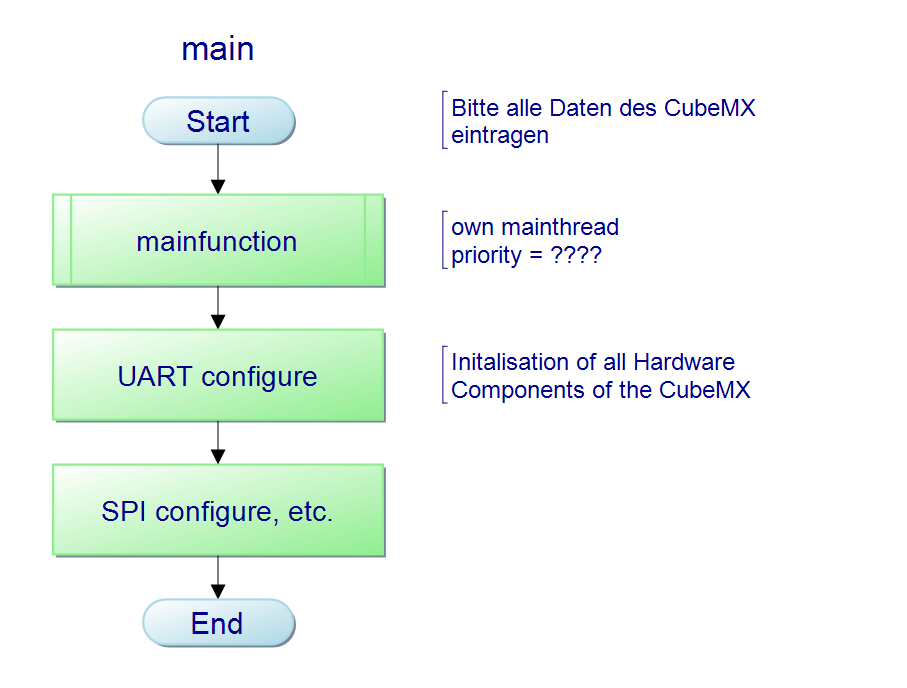 main
Start
Bitte alle Daten des CubeMX
eintragen
mainfunction
own mainthread
priority = ????
UART configure
Initalisation of all Hardware
Components of the CubeMX
SPI configure, etc.
End